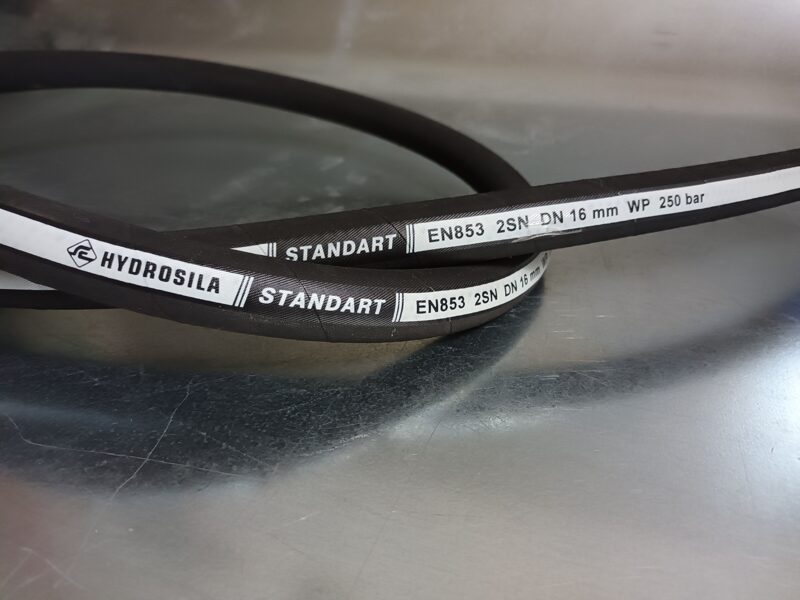 STANDART EN853 2SN DN 16 mm WP 250 bar
HYDROSILA STANDART EN853 2SN DN 16 mm